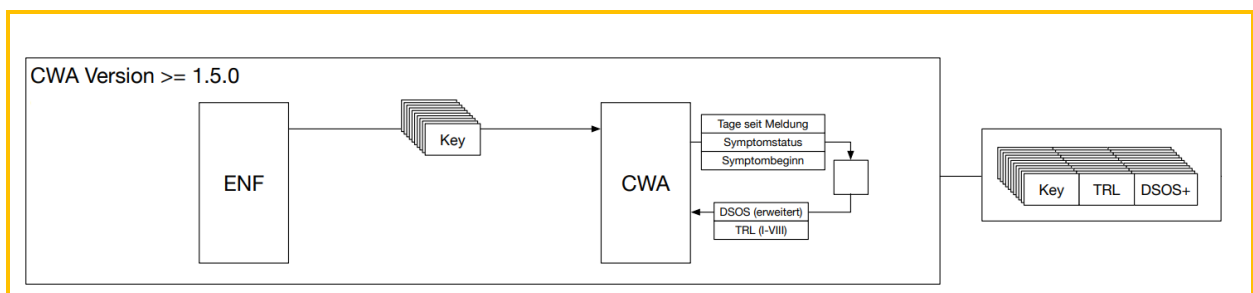 CWA Version >= 1.5.0
ENF
Key
CWA
Tage seit Meldung
Symptomstatus
Symptombeginn
DSOS (erweitert)
TRL (I-VIII)
Key
TRL
DSOS+